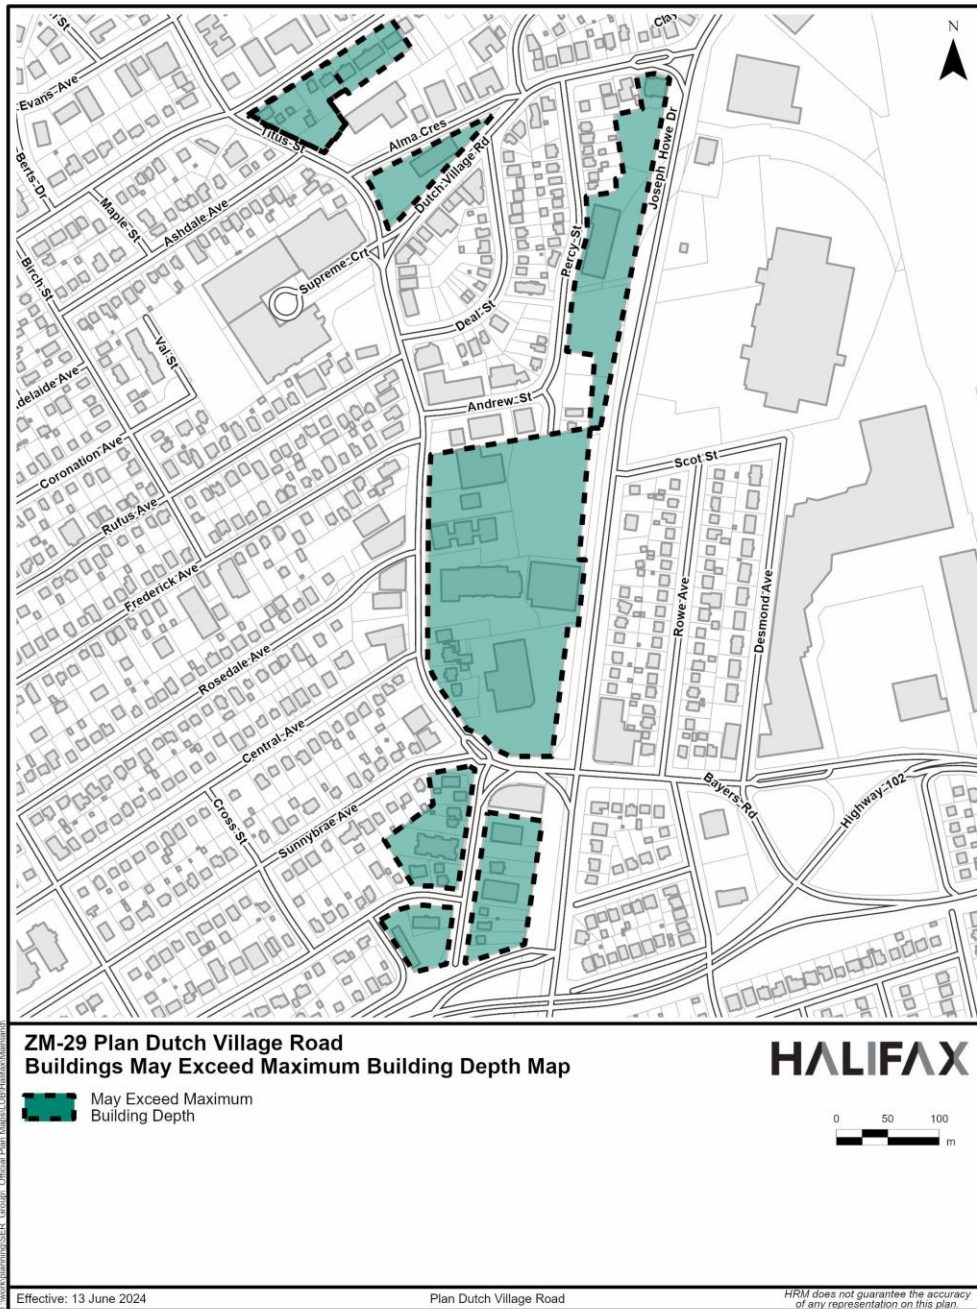 N
Clay
Evans Ave
Titus St
Alma Cres
Berts Dr
Dutch Village Rd
Joseph Howe Dr
Maple St
Ashdale Ave
Percy St
Birch St
Supreme Crt
Deal St
Val St
Andrew St
Coronation Ave
Scot St
Rufus Ave
Frederick Ave
Rowe Ave
Desmond Ave
Rosedale Ave
Central Ave
Cross St
Sunnybrae Ave
Bayers Rd
Highway 102
ZM-29 Plan Dutch Village Road
Buildings May Exceed Maximum Building Depth Map
HALIFAX
May Exceed Maximum
Building Depth
0 50 100
m
Effective: 13 June 2024
Plan Dutch Village Road
HRM does not guarantee the accuracy
of any representation on this plan.